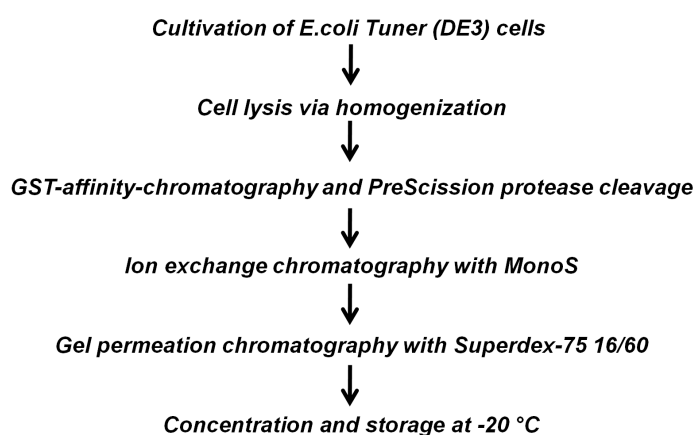 Cultivation of E.coli Tuner (DE3) cells
Cell lysis via homogenization
GST-affinity-chromatography and PreScission protease cleavage
Ion exchange chromatography with MonoS
Gel permeation chromatography with Superdex-75 16/60
Concentration and storage at -20 °C